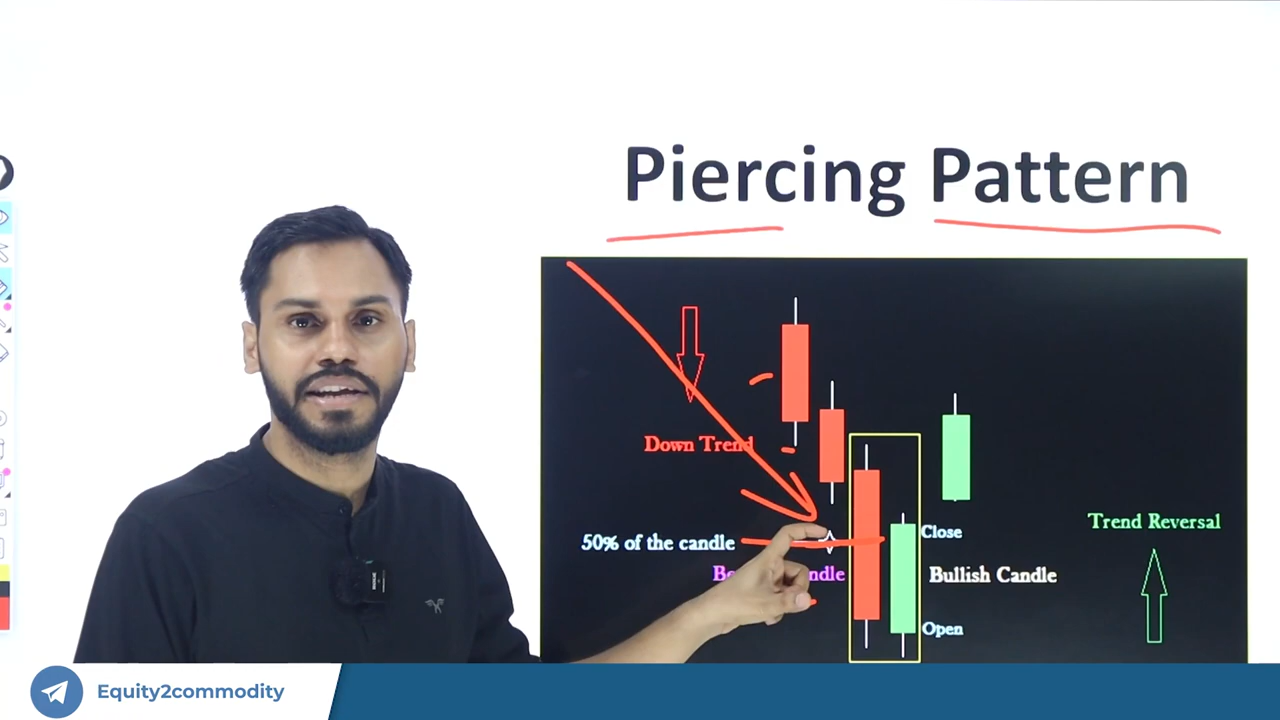 Piercing Pattern
Down Trend
50% of the candle
Close
Bullish Candle
Open
Trend Reversal
Equity2commodity